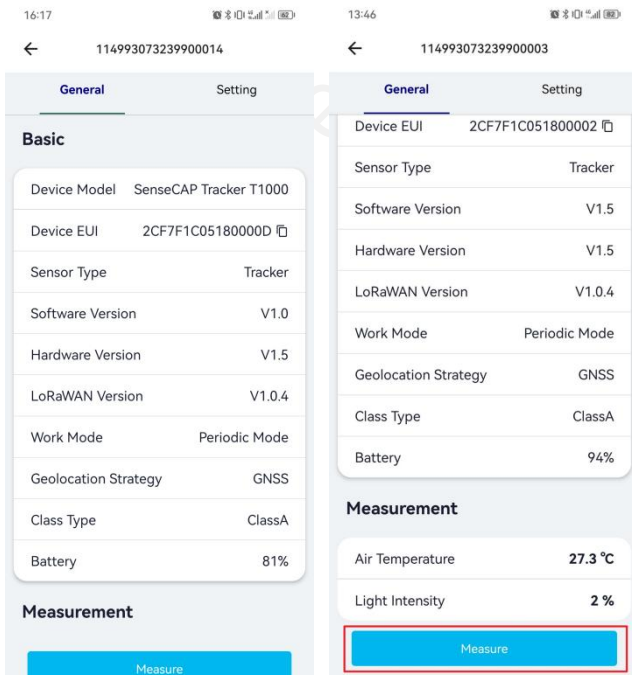 16:17
62
114993073239900014
General Setting
Basic
Device Model SenseCAP Tracker T1000
Device EUI 2CF7F1C05180000D
Sensor Type Tracker
Software Version V1.0
Hardware Version V1.5
LoRaWAN Version V1.0.4
Work Mode Periodic Mode
Geolocation Strategy GNSS
Class Type ClassA
Battery 81%
Measurement
Measure
13:46
62
114993073239900003
General Setting
Device EUI 2CF7F1C051800002
Sensor Type Tracker
Software Version V1.5
Hardware Version V1.5
LoRaWAN Version V1.0.4
Work Mode Periodic Mode
Geolocation Strategy GNSS
Class Type ClassA
Battery 94%
Measurement
Air Temperature 27.3 ℃
Light Intensity 2 %
Measure